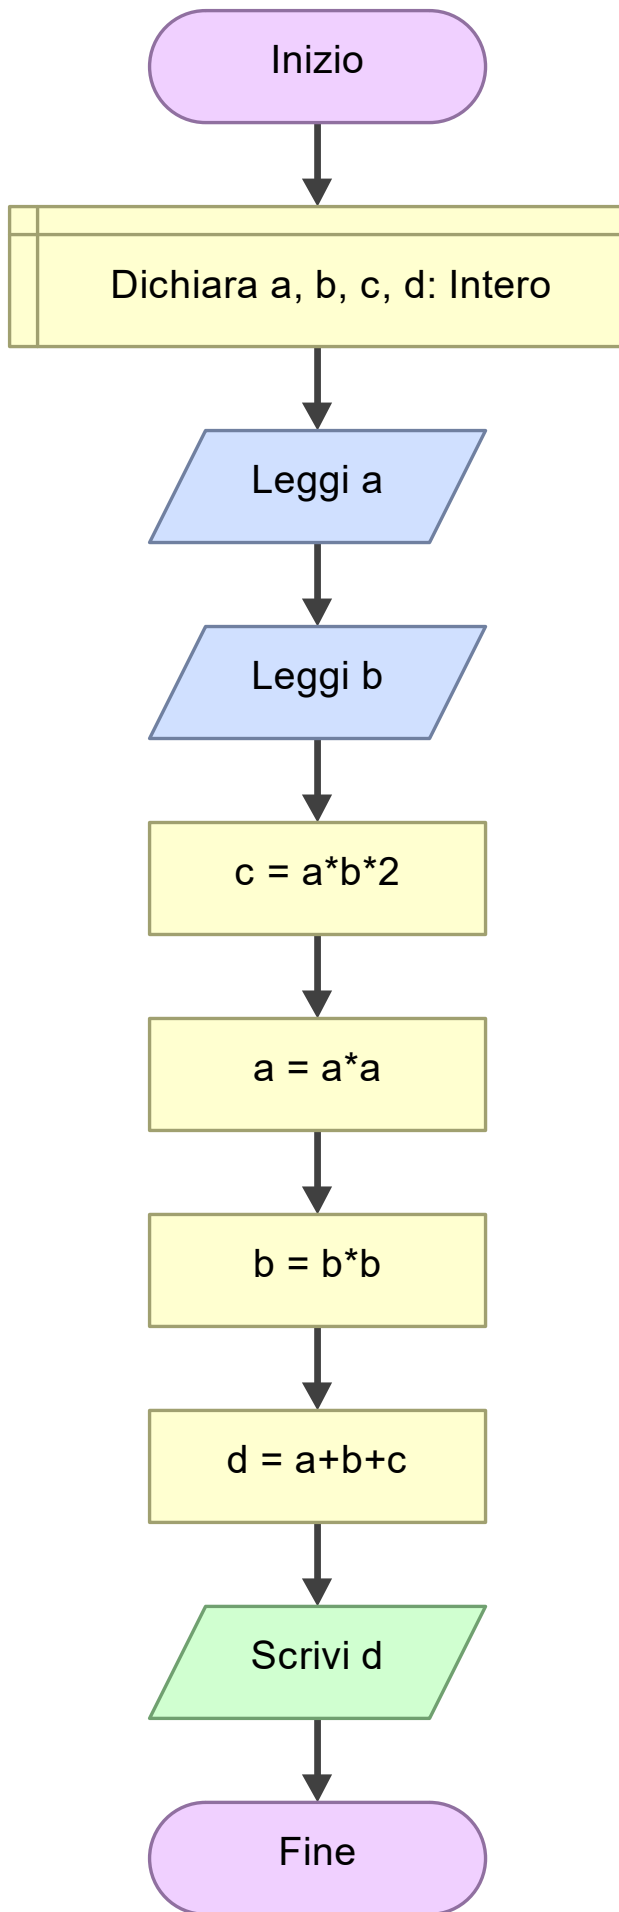 Inizio
Dichiara a, b, c, d: Intero
Leggi a
Leggi b
c = a*b*2
a = a*a
b = b*b
d = a+b+c
Scrivi d
Fine